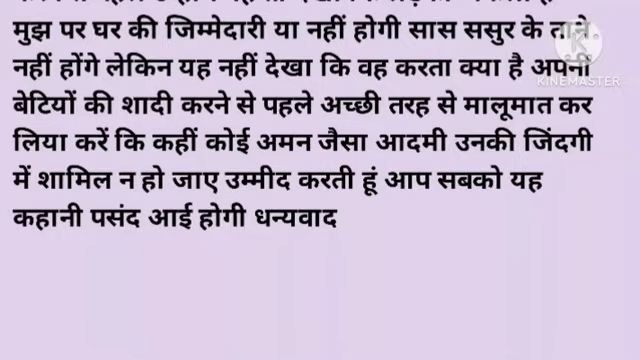 मुझ पर घर की जिम्मेदारी या नहीं होगी सास ससुर के ताने
नहीं होंगे लेकिन यह नहीं देखा कि वह करता क्या है अपनी
बेटियों की शादी करने से पहले अच्छी तरह से मालूमात कर
लिया करें कि कहीं कोई अमन जैसा आदमी उनकी जिंदगी
में शामिल न हो जाए उम्मीद करती हूं आप सबको यह
कहानी पसंद आई होगी धन्यवाद
KINEMASTER